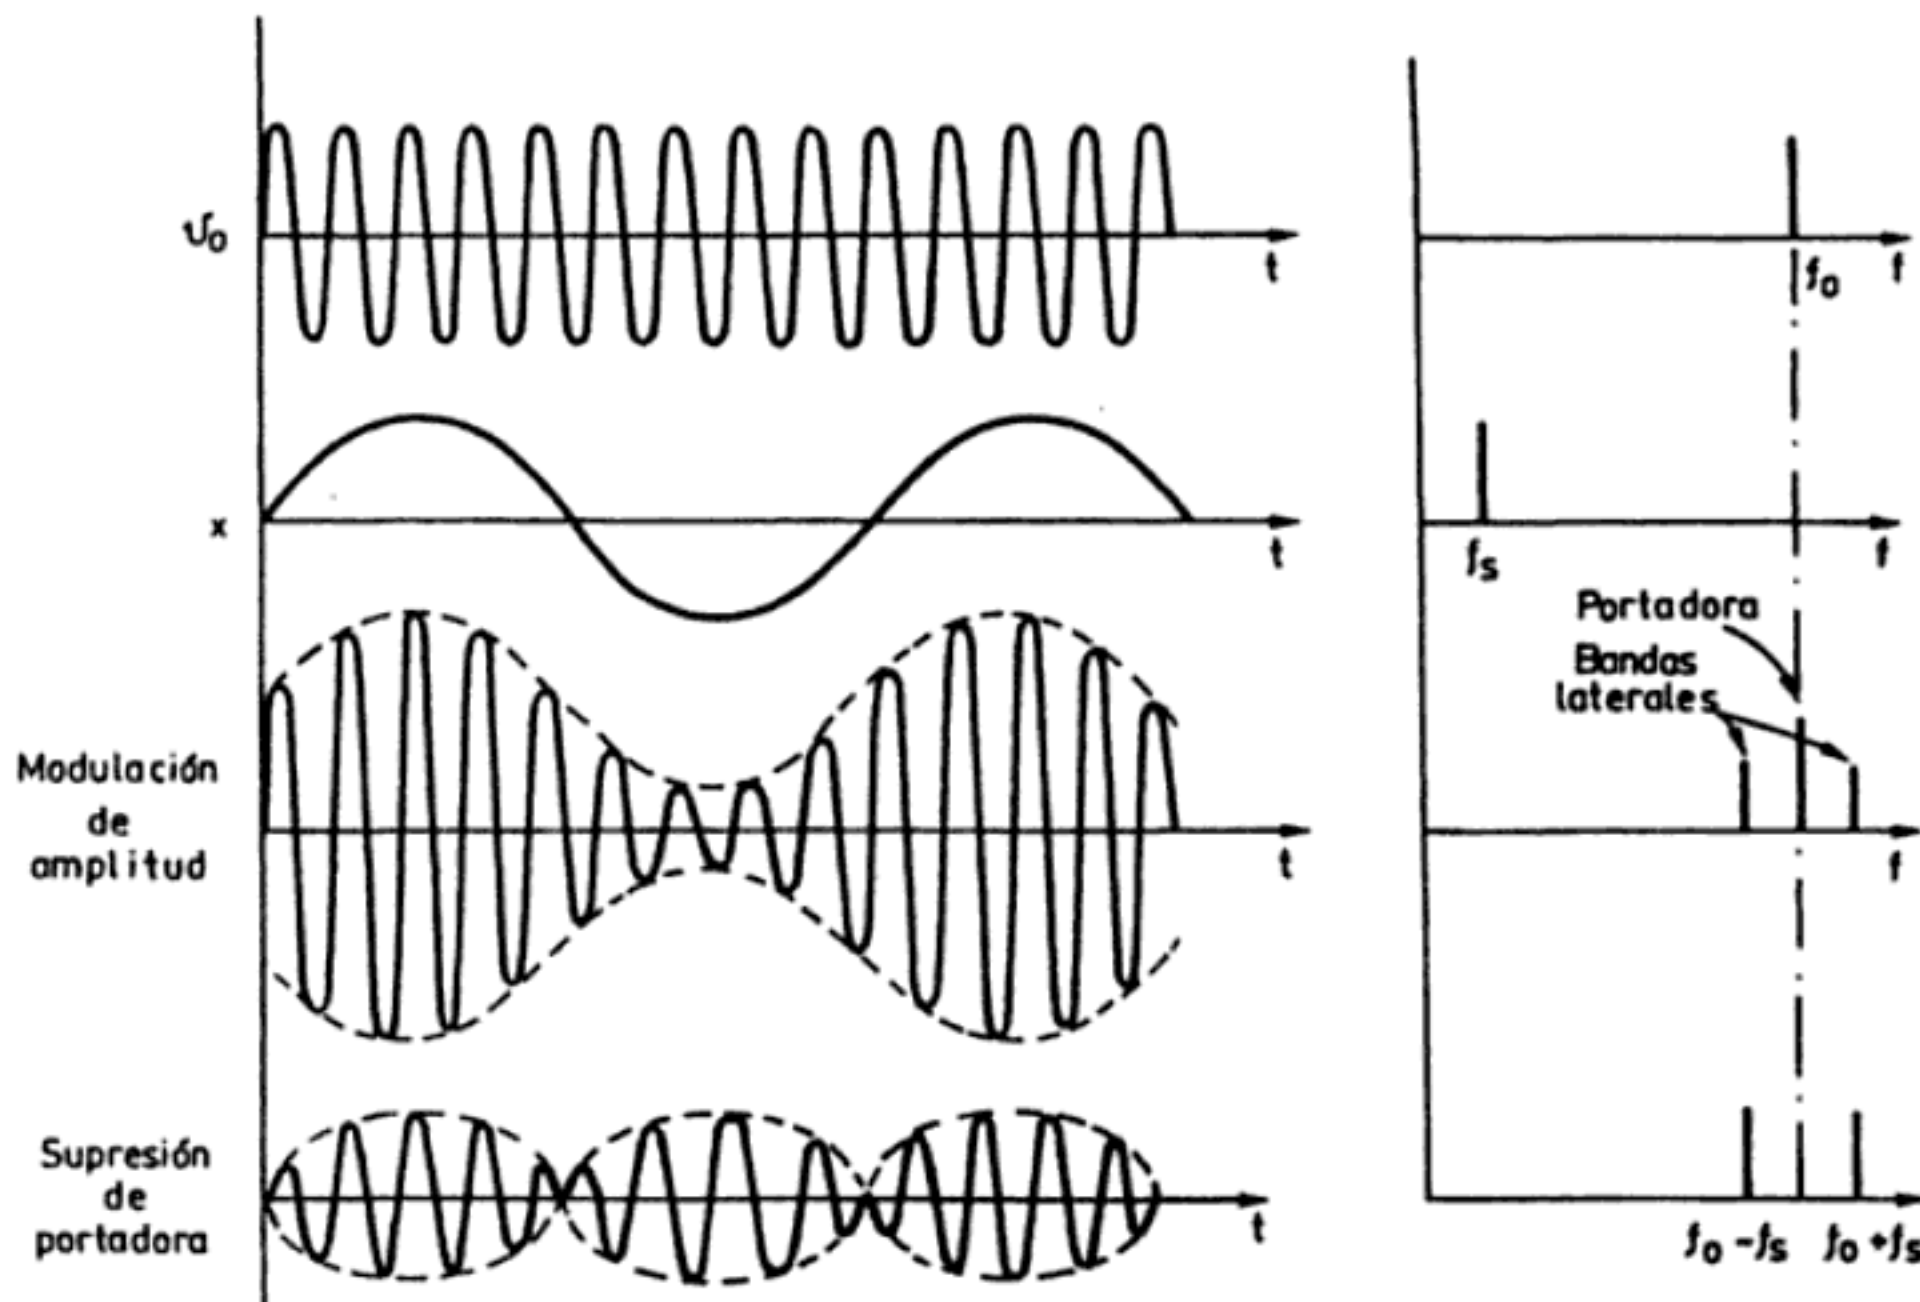 v₀
t
f₀
f
x
t
fs
f
Portadora
Bandas
laterales
Modulación
de
amplitud
t
f
Supresión
de
portadora
t
f₀ - fs
f₀ + fs